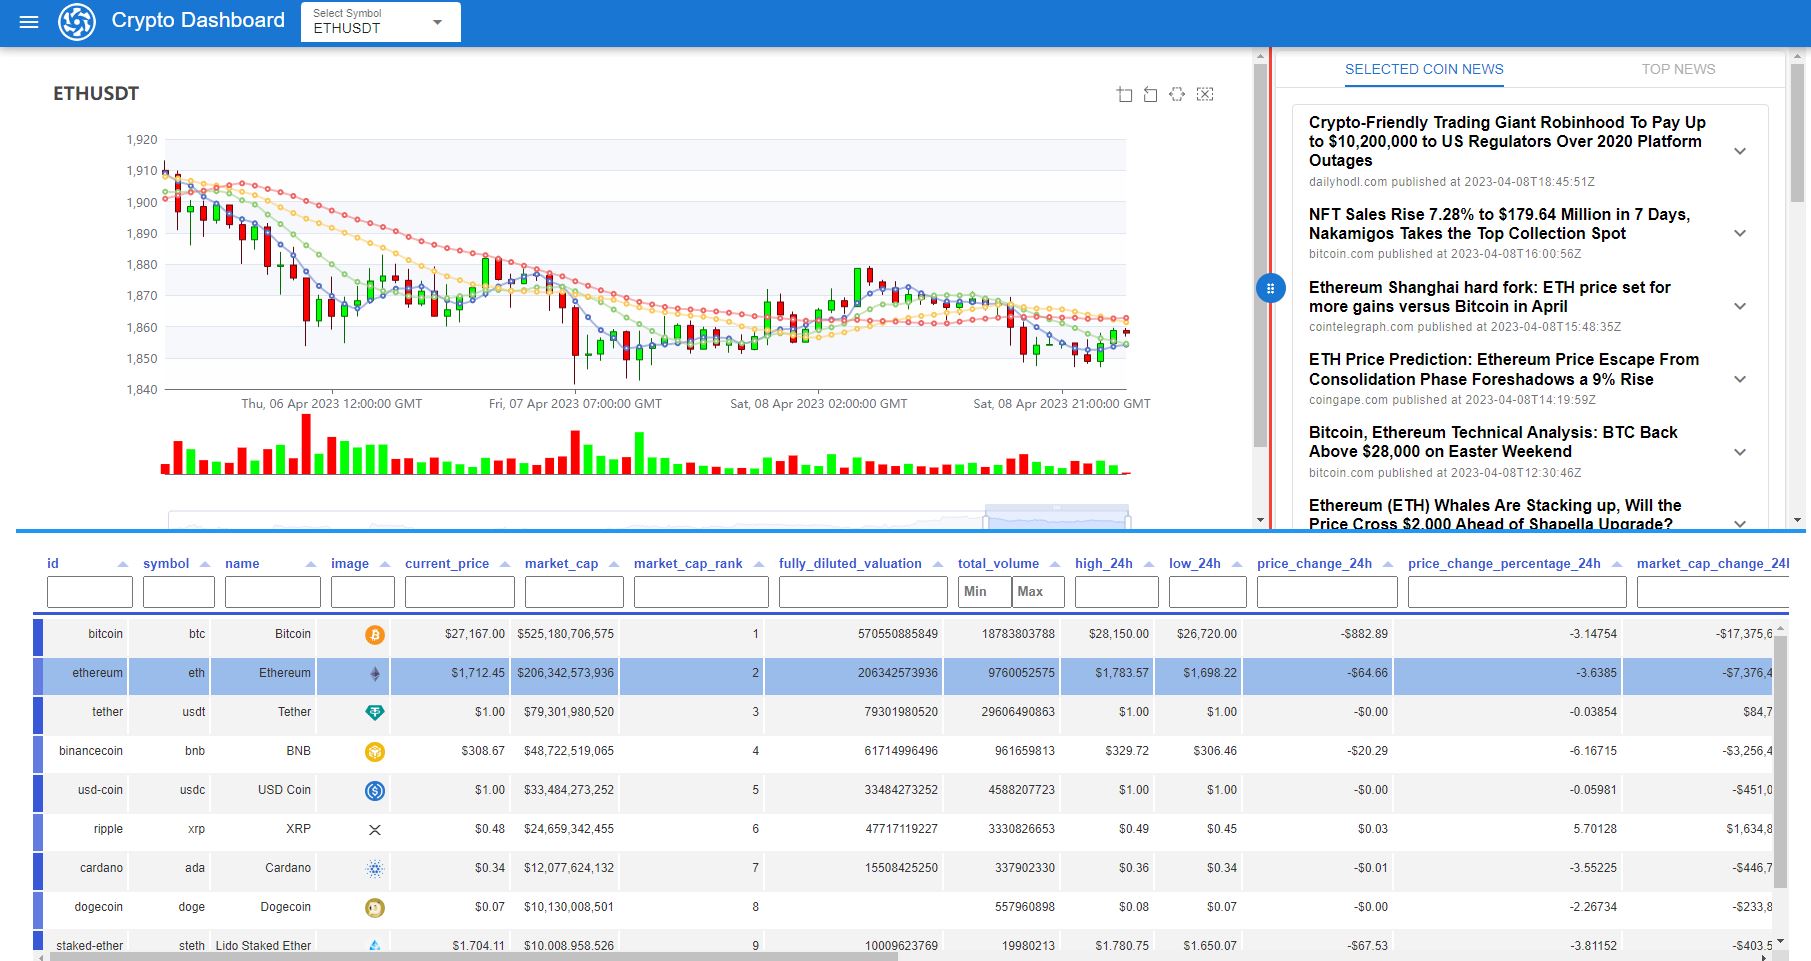 Crypto Dashboard
Select Symbol
ETHUSDT
ETHUSDT
1,920
1,910
1,900
1,890
1,880
1,870
1,860
1,850
1,840
Thu, 06 Apr 2023 12:00:00 GMT Fri, 07 Apr 2023 07:00:00 GMT Sat, 08 Apr 2023 02:00:00 GMT Sat, 08 Apr 2023 21:00:00 GMT
SELECTED COIN NEWS TOP NEWS
Crypto-Friendly Trading Giant Robinhood To Pay Up
to $10,200,000 to US Regulators Over 2020 Platform
Outages
dailyhodl.com published at 2023-04-08T18:45:51Z
NFT Sales Rise 7.28% to $179.64 Million in 7 Days,
Nakamigos Takes the Top Collection Spot
bitcoin.com published at 2023-04-08T16:00:56Z
Ethereum Shanghai hard fork: ETH price set for
more gains versus Bitcoin in April
cointelegraph.com published at 2023-04-08T15:48:35Z
ETH Price Prediction: Ethereum Price Escape From
Consolidation Phase Foreshadows a 9% Rise
coingape.com published at 2023-04-08T14:19:59Z
Bitcoin, Ethereum Technical Analysis: BTC Back
Above $28,000 on Easter Weekend
bitcoin.com published at 2023-04-08T12:30:46Z
Ethereum (ETH) Whales Are Stacking up, Will the
Price Cross $2,000 Ahead of Shapella Upgrade?
id symbol name image current_price market_cap market_cap_rank fully_diluted_valuation total_volume high_24h low_24h price_change_24h price_change_percentage_24h market_cap_change_24h
Min Max
bitcoin btc Bitcoin $27,167.00 $525,180,706,575 1 570550885849 18783803788 $28,150.00 $26,720.00 -$882.89 -3.14754 -$17,375,6
ethereum eth Ethereum $1,712.45 $206,342,573,936 2 206342573936 9760052575 $1,783.57 $1,698.22 -$64.66 -3.6385 -$7,376,4
tether usdt Tether $1.00 $79,301,980,520 3 79301980520 29606490863 $1.00 $1.00 -$0.00 -0.03854 $84,7
binancecoin bnb BNB $308.67 $48,722,519,065 4 61714996496 961659813 $329.72 $306.46 -$20.29 -6.16715 -$3,256,4
usd-coin usdc USD Coin $1.00 $33,484,273,252 5 33484273252 4588207723 $1.00 $1.00 -$0.00 -0.05981 -$451,0
ripple xrp XRP $0.48 $24,659,342,455 6 47717119227 3330826653 $0.49 $0.45 $0.03 5.70128 $1,634,8
cardano ada Cardano $0.34 $12,077,624,132 7 15508425250 337902330 $0.36 $0.34 -$0.01 -3.55225 -$446,7
dogecoin doge Dogecoin $0.07 $10,130,008,501 8 557960898 $0.08 $0.07 -$0.00 -2.26734 -$233,8
staked-ether steth Lido Staked Ether $1,704.11 $10,008,958,526 9 10009623769 19980213 $1,780.75 $1,650.07 -$67.53 -3.81152 -$403,5